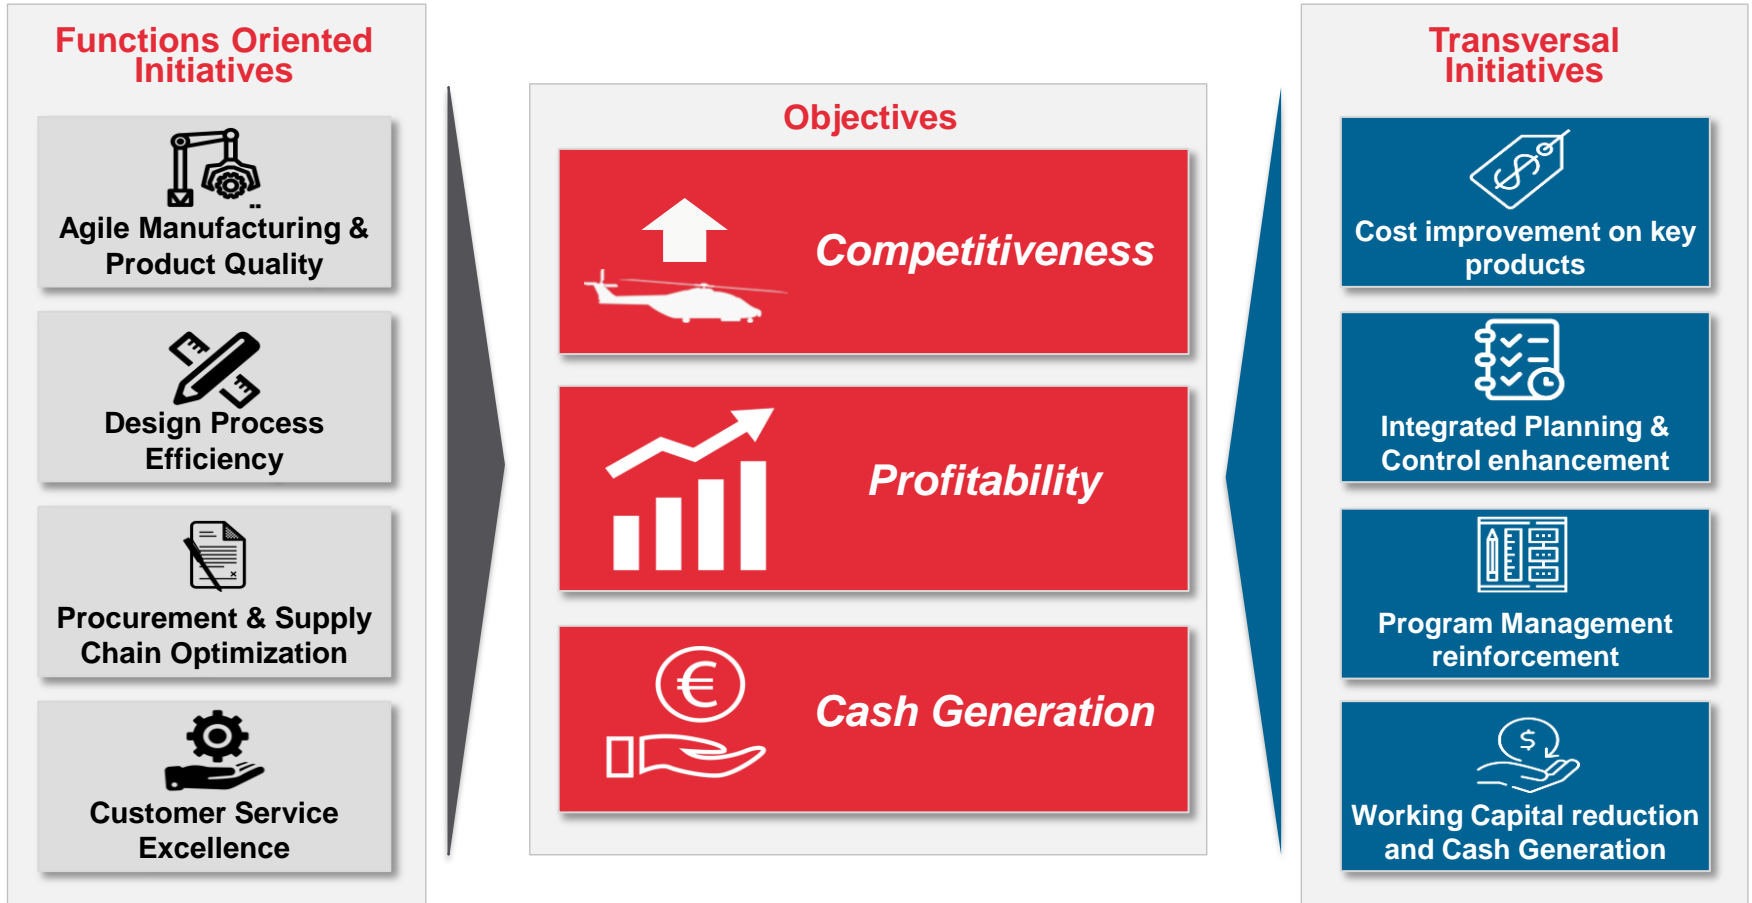 Functions Oriented
Initiatives
Agile Manufacturing &
Product Quality
Design Process
Efficiency
Procurement & Supply
Chain Optimization
Customer Service
Excellence
Objectives
Competitiveness
Profitability
€
Cash Generation
Transversal
Initiatives
$
Cost improvement on key
products
Integrated Planning &
Control enhancement
Program Management
reinforcement
$
Working Capital reduction
and Cash Generation